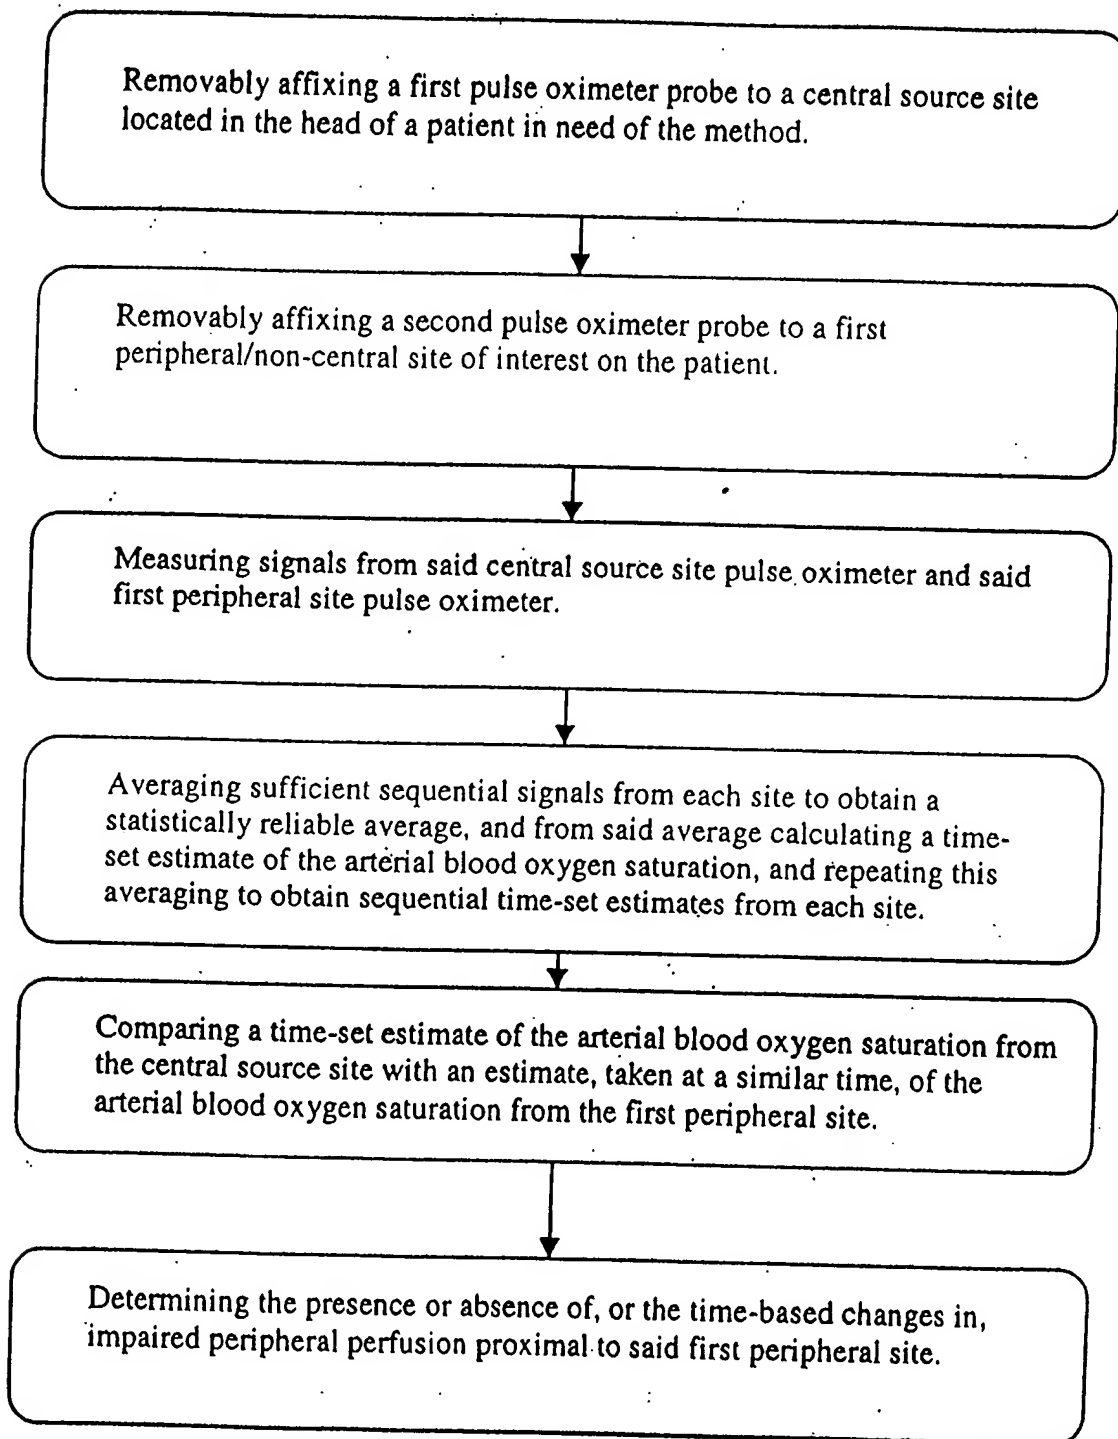 Removably affixing a first pulse oximeter probe to a central source site
located in the head of a patient in need of the method.
Removably affixing a second pulse oximeter probe to a first
peripheral/non-central site of interest on the patient.
Measuring signals from said central source site pulse oximeter and said
first peripheral site pulse oximeter.
Averaging sufficient sequential signals from each site to obtain a
statistically reliable average, and from said average calculating a time-
set estimate of the arterial blood oxygen saturation, and repeating this
averaging to obtain sequential time-set estimates from each site.
Comparing a time-set estimate of the arterial blood oxygen saturation from
the central source site with an estimate, taken at a similar time, of the
arterial blood oxygen saturation from the first peripheral site.
Determining the presence or absence of, or the time-based changes in,
impaired peripheral perfusion proximal to said first peripheral site.